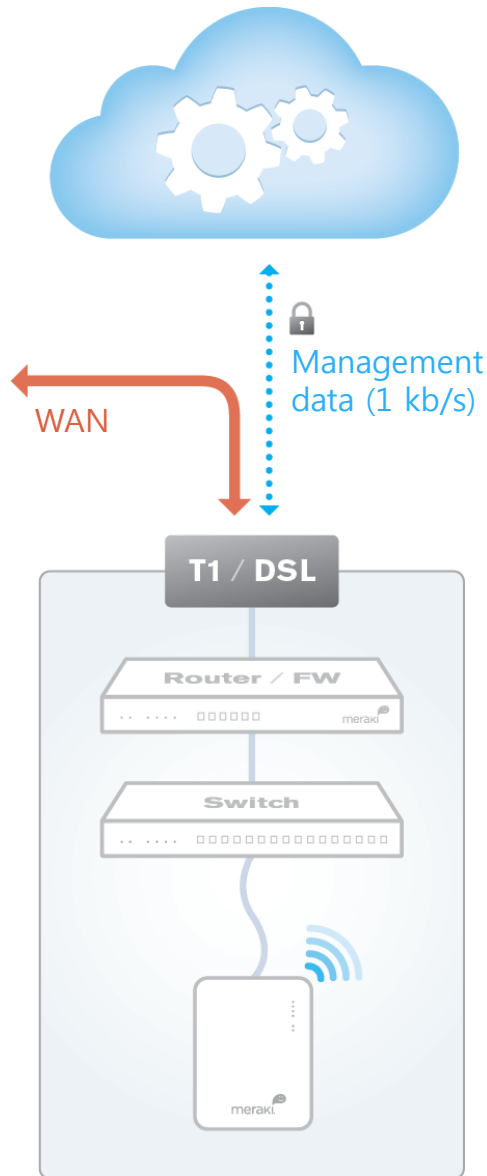 Management
data (1 kb/s)
WAN
T1 / DSL
Router / FW
meraki
Switch
meraki